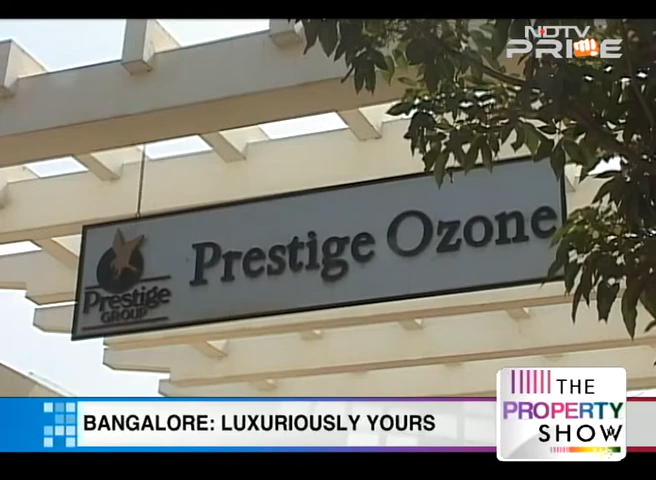 NDTV
PRIME
Prestige Ozone
Prestige
GROUP
BANGALORE: LUXURIOUSLY YOURS
THE
PROPERTY
SHOW